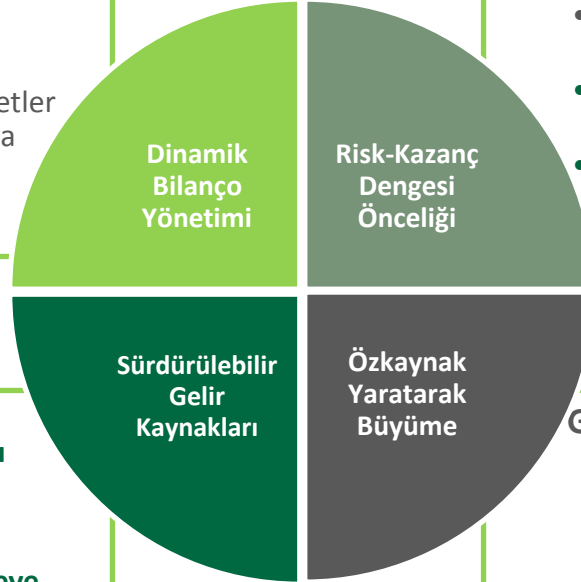 Dinamik
Bilanço
Yönetimi
Risk-Kazanç
Dengesi
Önceliği
Sürdürülebilir
Gelir
Kaynakları
Özkaynak
Yaratarak
Büyüme